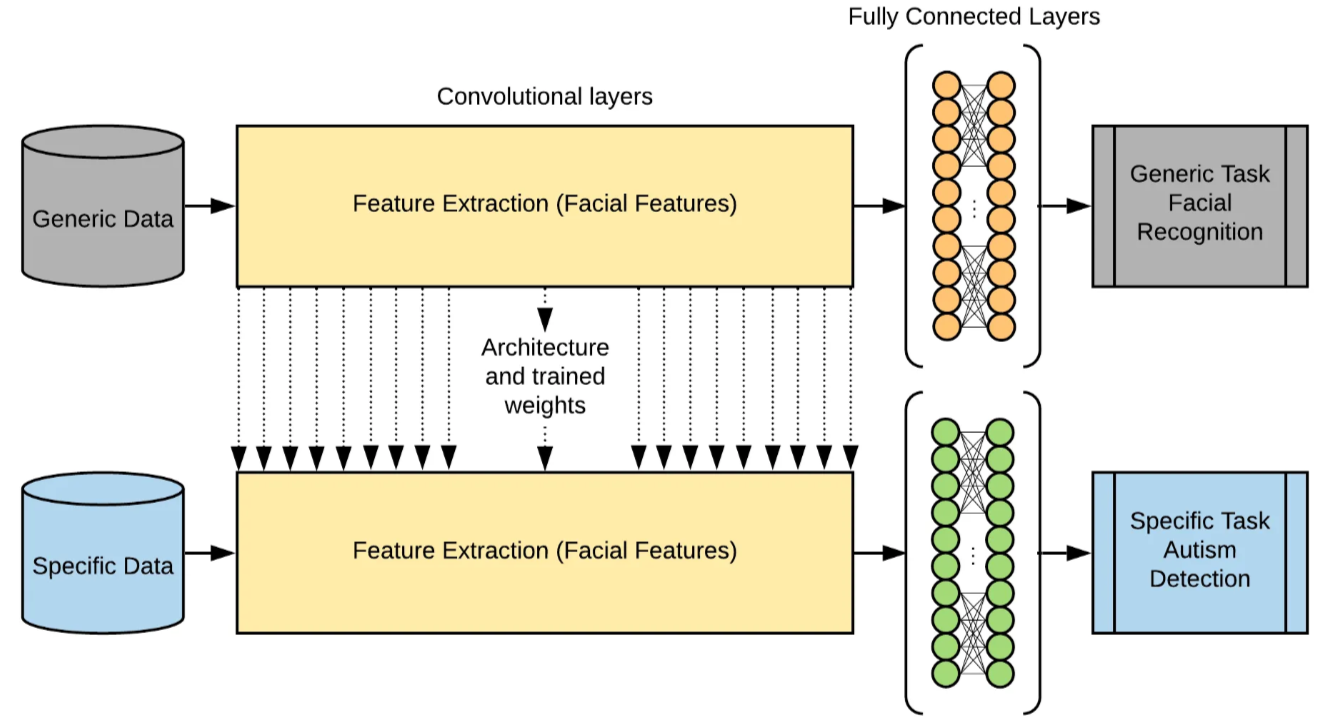 Fully Connected Layers
Convolutional layers
Generic Data
Feature Extraction (Facial Features)
Generic Task
Facial
Recognition
Architecture
and trained
weights
Specific Data
Feature Extraction (Facial Features)
Specific Task
Autism
Detection